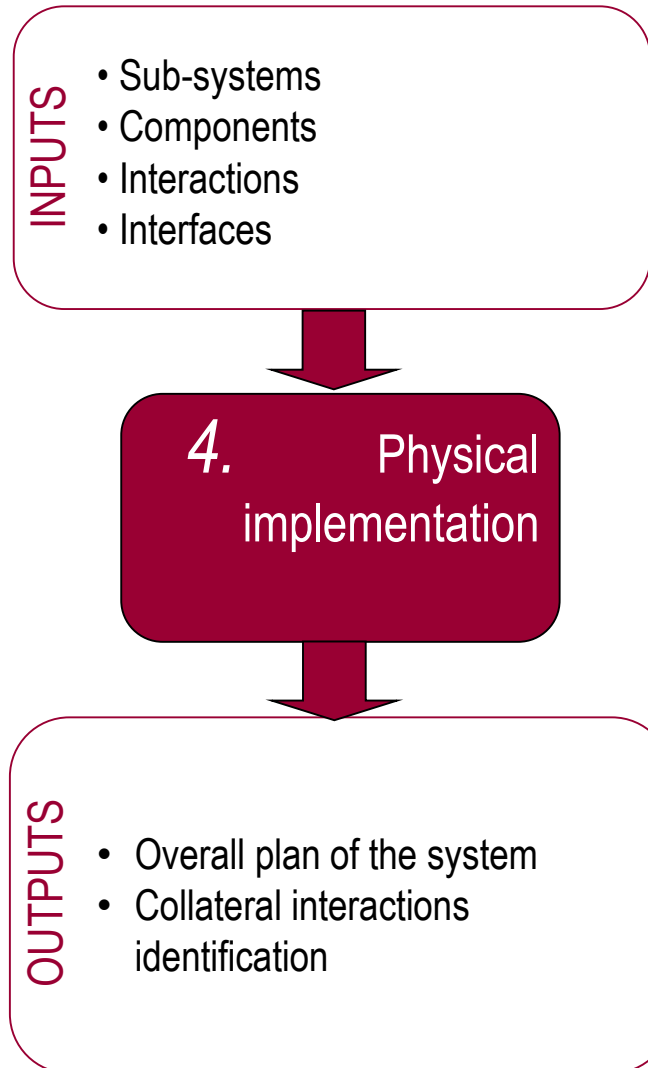 INPUTS
• Sub-systems
• Components
• Interactions
• Interfaces
4. Physical
implementation
OUTPUTS
• Overall plan of the system
• Collateral interactions
identification